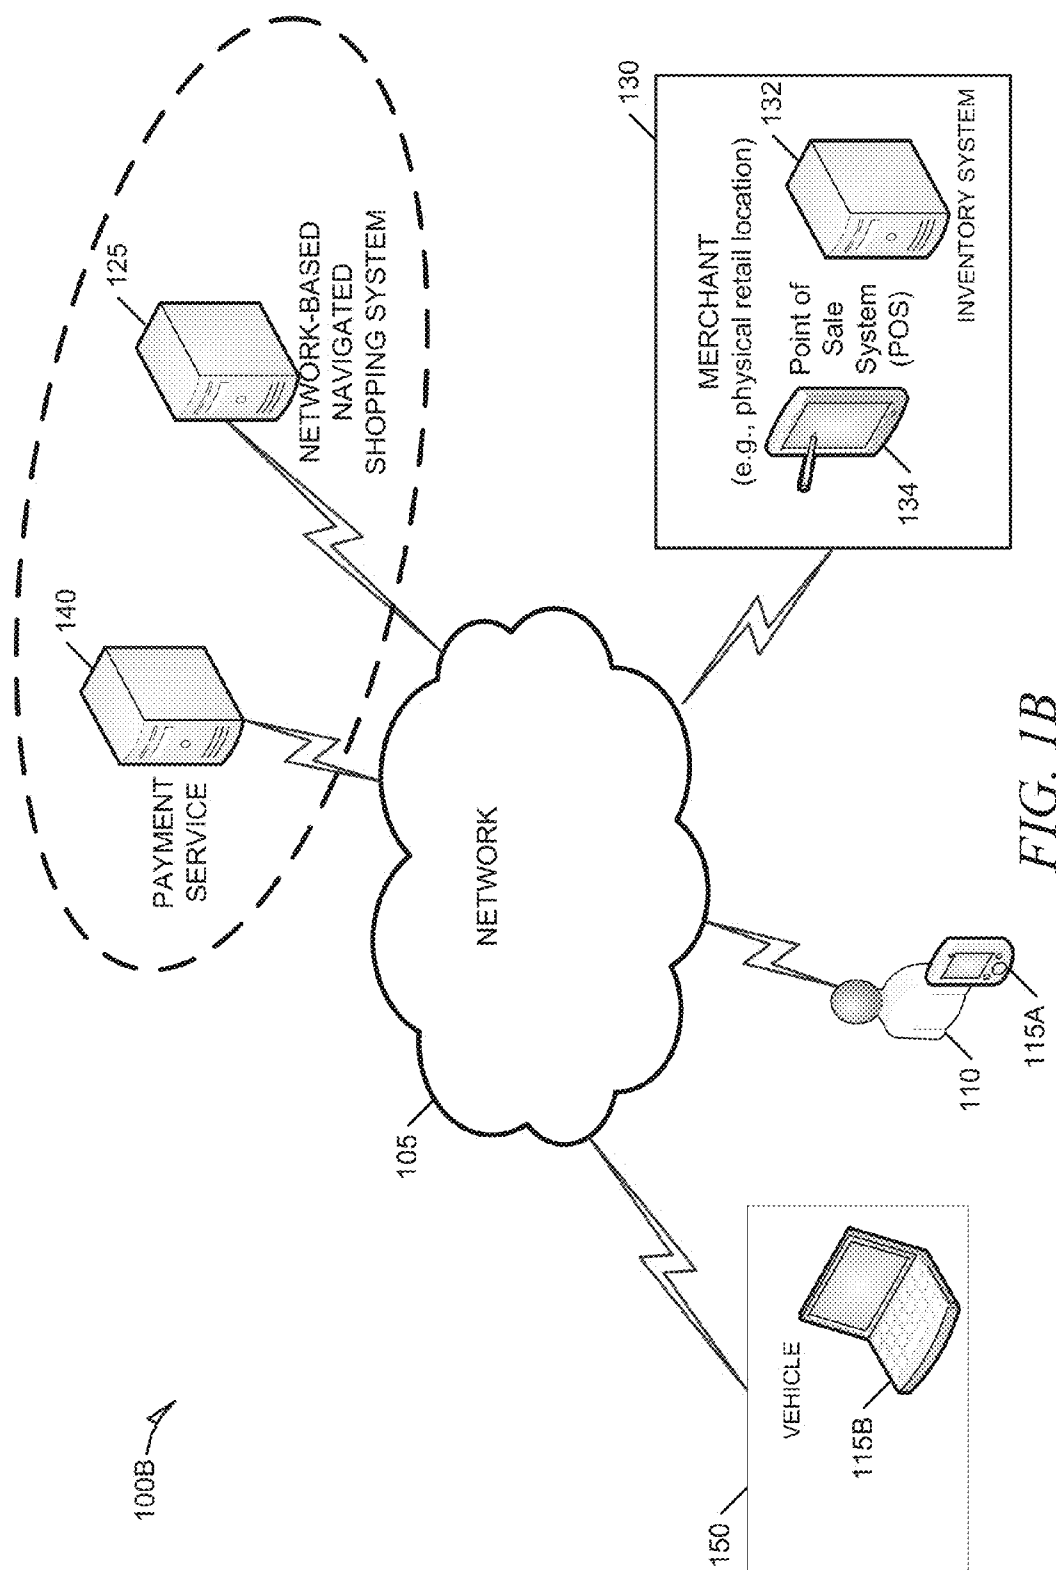 100B
140
125
PAYMENT
SERVICE
NETWORK-BASED
NAVIGATED
SHOPPING SYSTEM
105
NETWORK
130
MERCHANT
(e.g., physical retail location)
Point of
Sale
System
(POS)
132
134
INVENTORY SYSTEM
150
VEHICLE
115B
110
115A
FIG. 1B